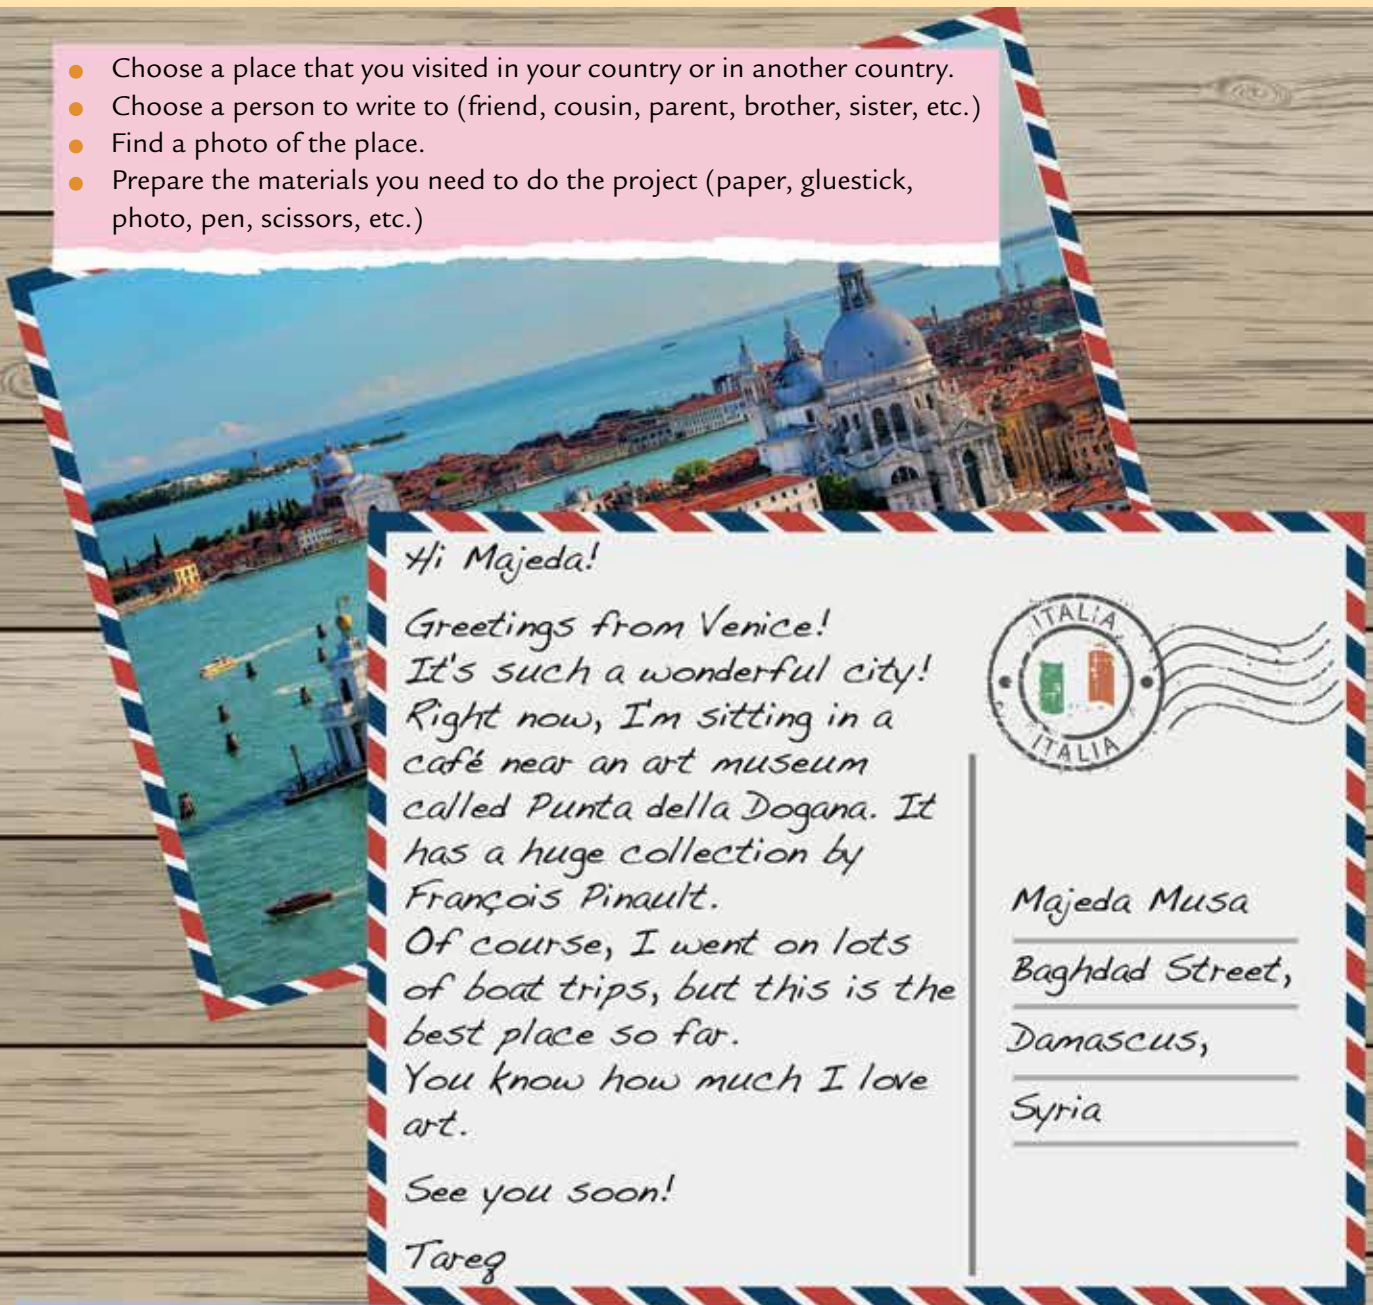 ● Choose a place that you visited in your country or in another country.
● Choose a person to write to (friend, cousin, parent, brother, sister, etc.)
● Find a photo of the place.
● Prepare the materials you need to do the project (paper, gluestick,
photo, pen, scissors, etc.)
Hi Majeda!
Greetings from Venice!
It's such a wonderful city!
Right now, I'm sitting in a
café near an art museum
called Punta della Dogana. It
has a huge collection by
François Pinault.
Of course, I went on lots
of boat trips, but this is the
best place so far.
You know how much I love
art.
See you soon!
Tareq
ITALIA
ITALIA
Majeda Musa
Baghdad Street,
Damascus,
Syria